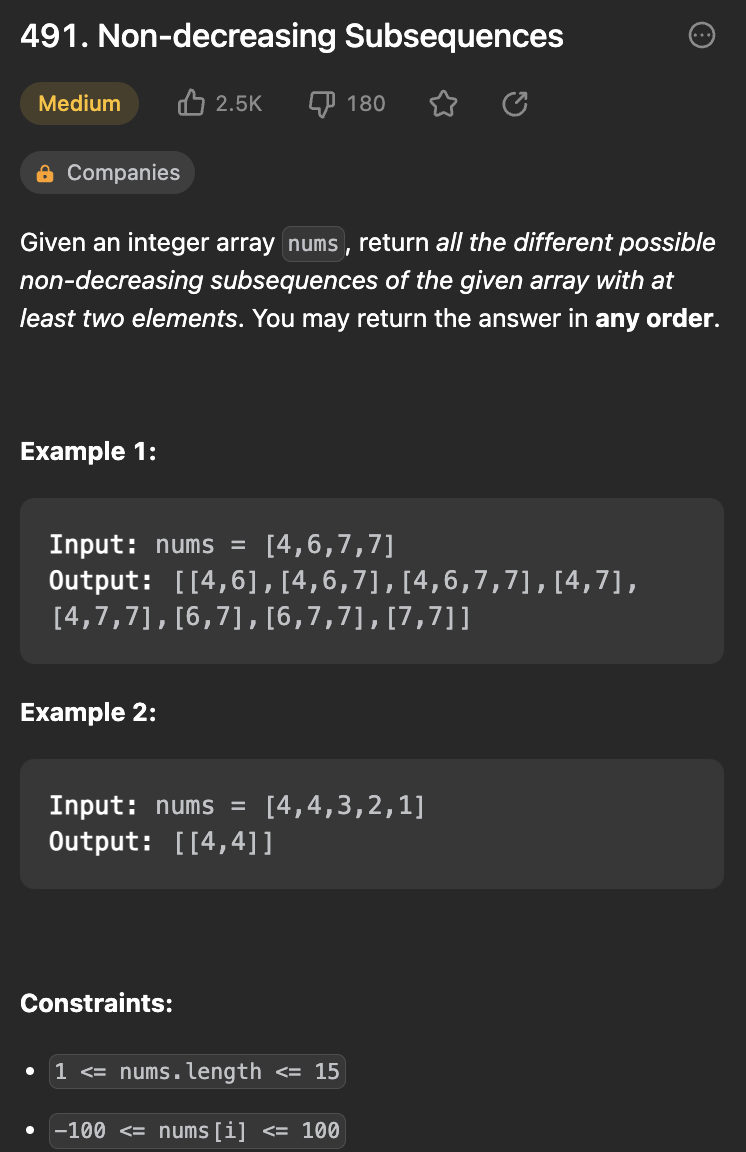 491. Non-decreasing Subsequences
Medium 2.5K 180
Companies
Given an integer array nums, return all the different possible
non-decreasing subsequences of the given array with at
least two elements. You may return the answer in any order.
Example 1:
Input: nums = [4,6,7,7]
Output: [[4,6],[4,6,7],[4,6,7,7],[4,7],
[4,7,7],[6,7],[6,7,7],[7,7]]
Example 2:
Input: nums = [4,4,3,2,1]
Output: [[4,4]]
Constraints:
• 1 <= nums.length <= 15
• -100 <= nums[i] <= 100